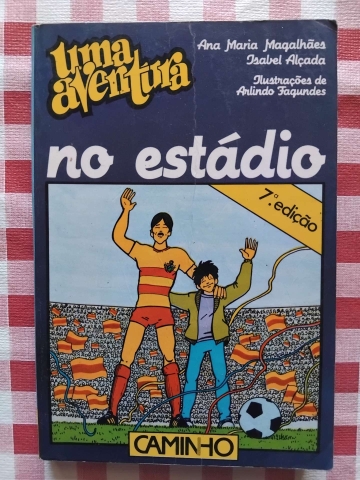 uma
aventura
Ana Maria Magalhães
Isabel Alçada
Ilustrações de
Arlindo Fagundes
no estádio
7.º edição
CAMINHO